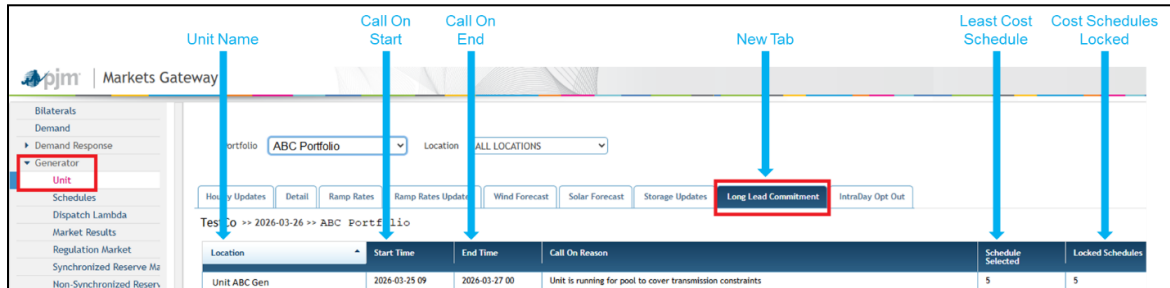 Unit Name
Call On
Start
Call On
End
New Tab
Least Cost
Schedule
Cost Schedules
Locked
pjm Markets Gateway
Bilaterals
Demand
Demand Response
Generator
Unit
Schedules
Dispatch Lambda
Market Results
Regulation Market
Synchronized Reserve Ma
Non-Synchronized Reserv
ortfolio ABC Portfolio Location ALL LOCATIONS
Detail Ramp Rates Ramp Rates Update Wind Forecast Solar Forecast Storage Updates Long Lead Commitment IntraDay Opt Out
>> 2026-03-26 >> ABC
Location Start Time End Time Call On Reason Schedule Selected Locked Schedules
Unit ABC Gen 2026-03-25 09 2026-03-27 00 Unit is running for pool to cover transmission constraints 5 5